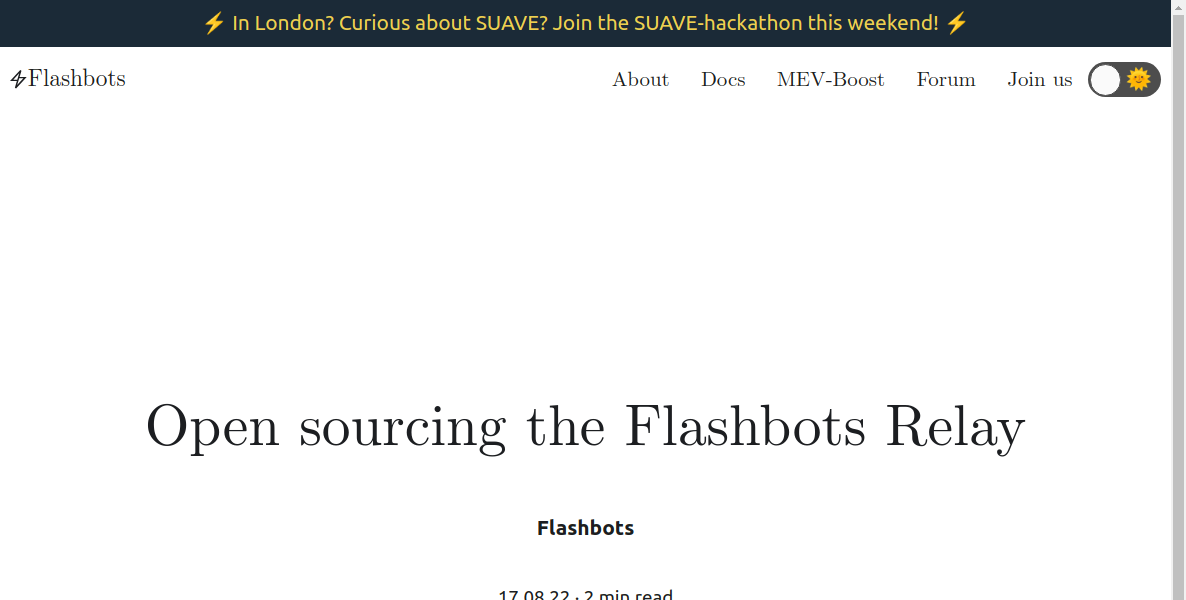 ⚡ In London? Curious about SUAVE? Join the SUAVE-hackathon this weekend! ⚡
Flashbots About Docs MEV-Boost Forum Join us
Open sourcing the Flashbots Relay
Flashbots
17.08.22 · 2 min read